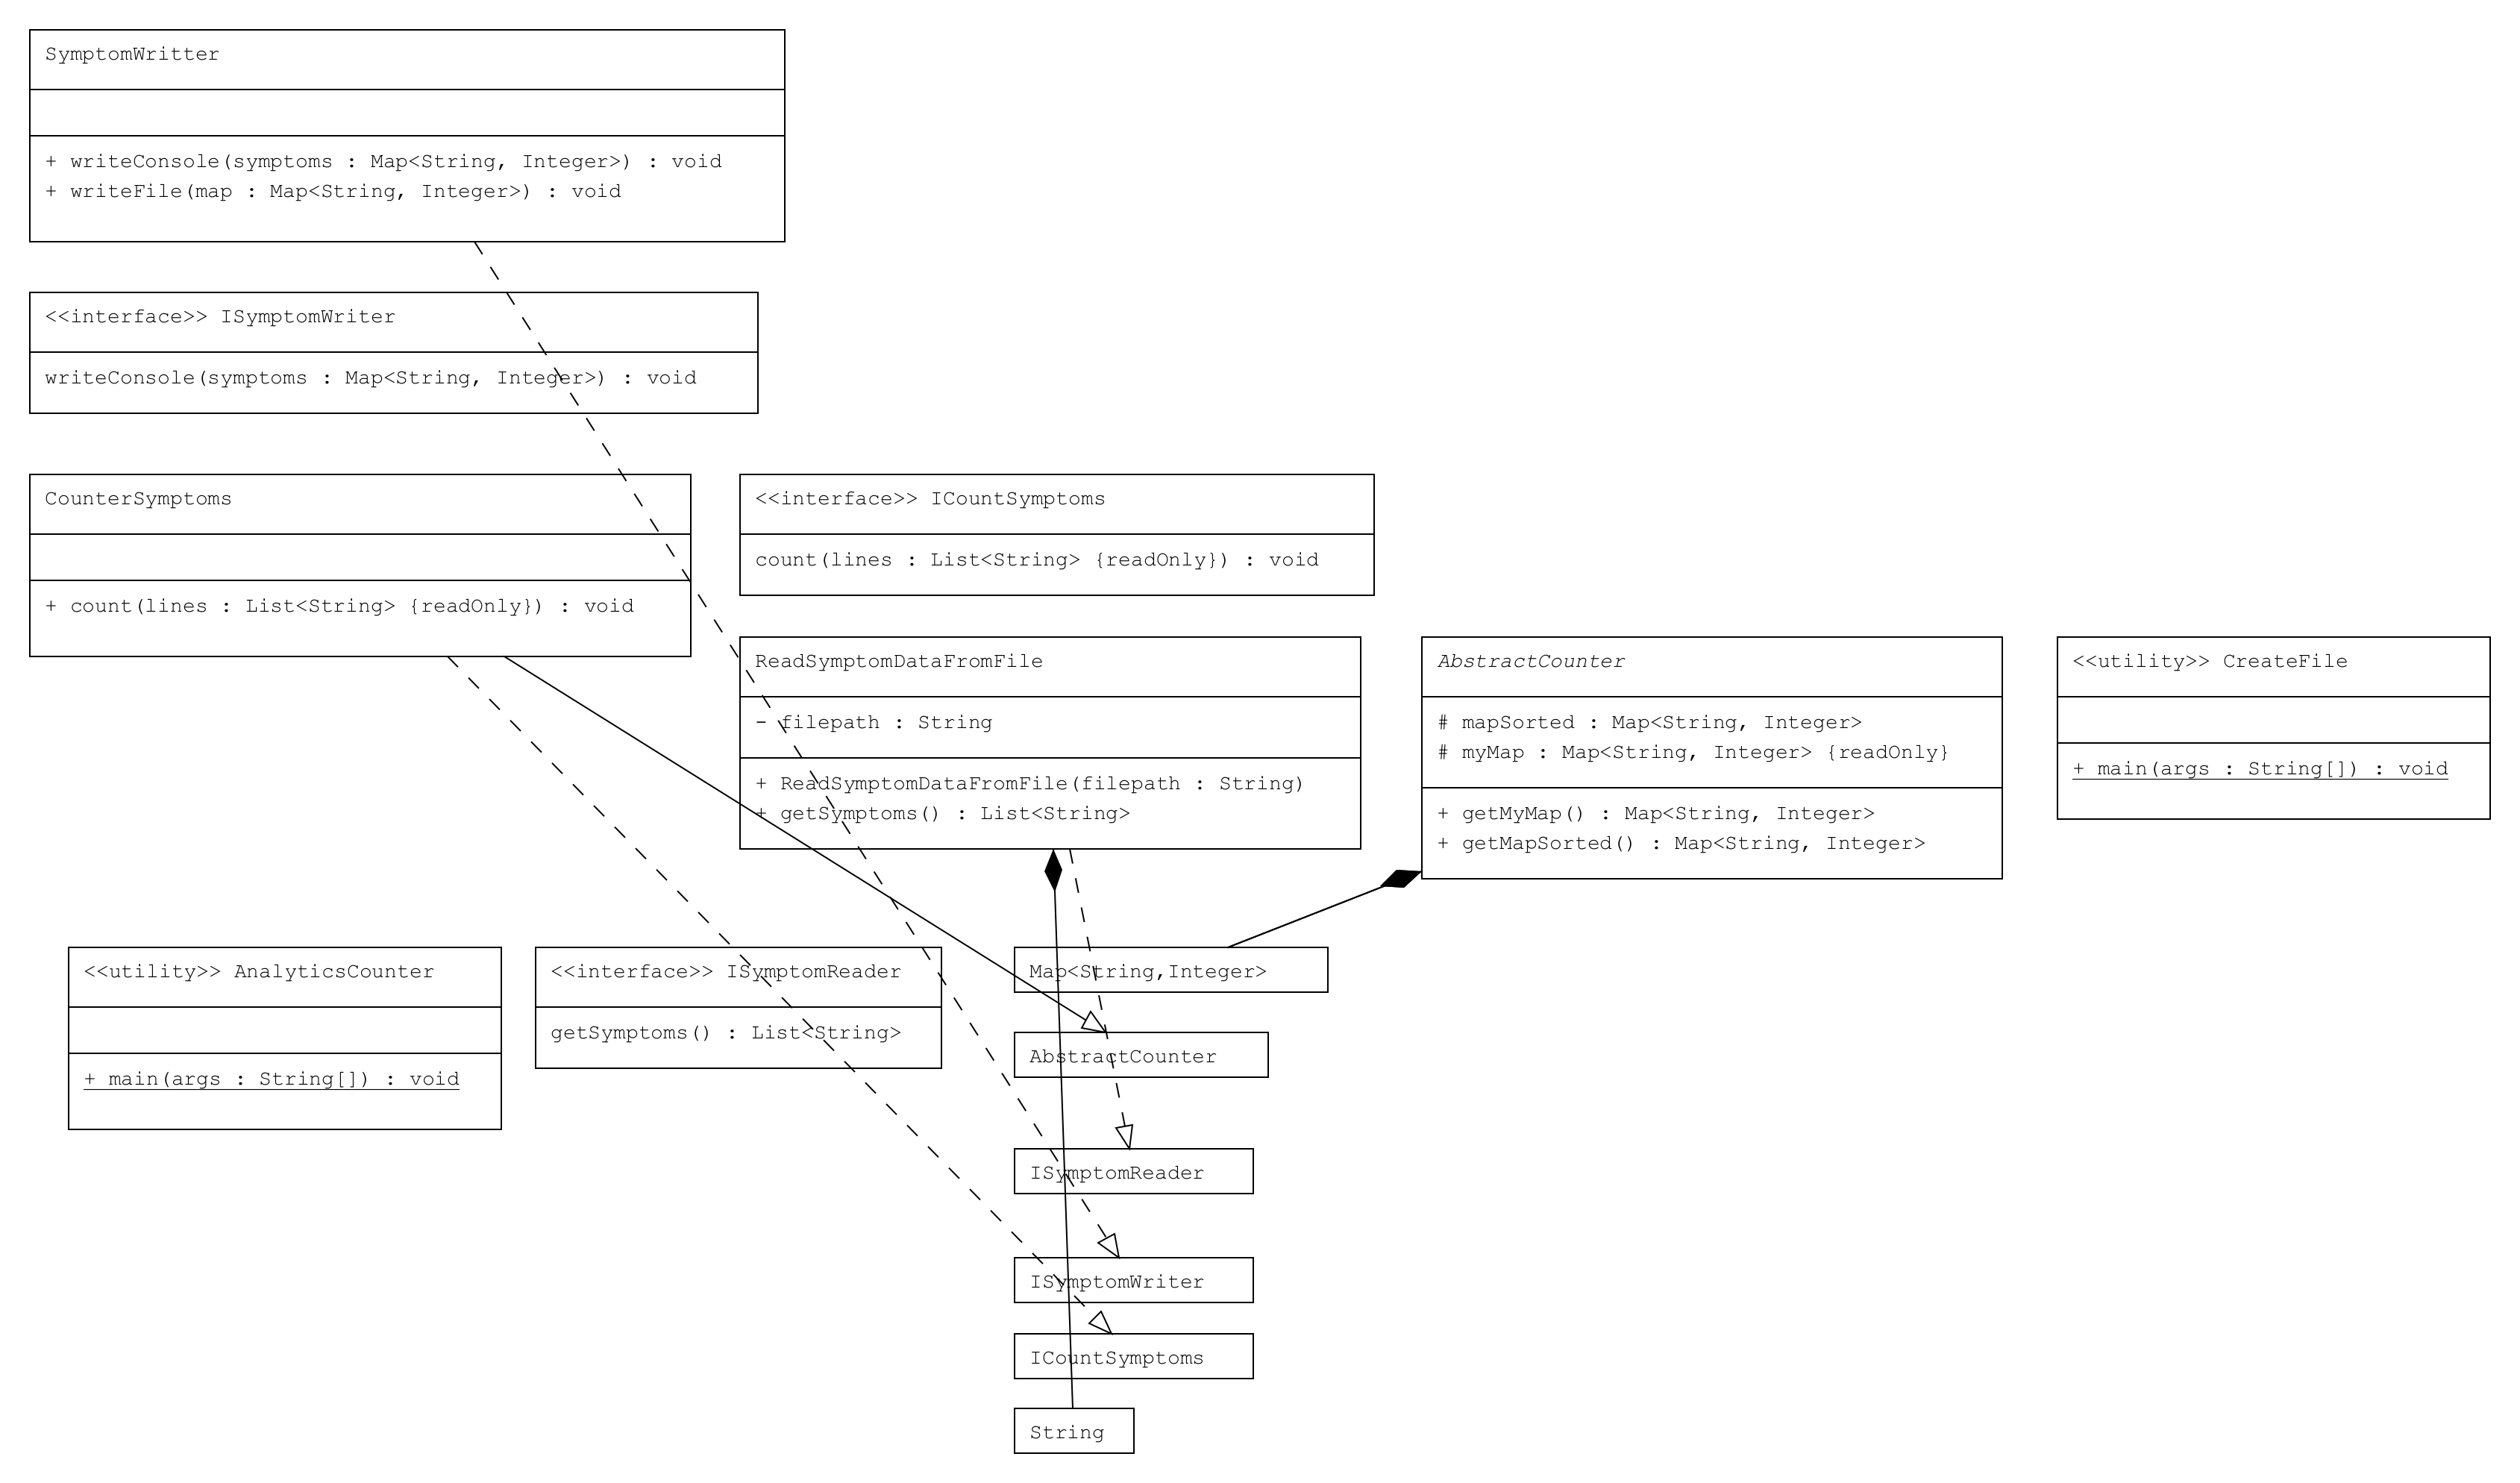 SymptomWritter
+ writeConsole(symptoms : Map<String, Integer>) : void
+ writeFile(map : Map<String, Integer>) : void
<<interface>> ISymptomWriter
writeConsole(symptoms : Map<String, Integer>) : void
CounterSymptoms
+ count(lines : List<String> {readOnly}) : void
<<interface>> ICountSymptoms
count(lines : List<String> {readOnly}) : void
ReadSymptomDataFromFile
- filepath : String
+ ReadSymptomDataFromFile(filepath : String)
+ getSymptoms() : List<String>
AbstractCounter
# mapSorted : Map<String, Integer>
# myMap : Map<String, Integer> {readOnly}
+ getMyMap() : Map<String, Integer>
+ getMapSorted() : Map<String, Integer>
<<utility>> CreateFile
+ main(args : String[]) : void
<<utility>> AnalyticsCounter
+ main(args : String[]) : void
<<interface>> ISymptomReader
getSymptoms() : List<String>
Map<String,Integer>
AbstractCounter
ISymptomReader
ISymptomWriter
ICountSymptoms
String